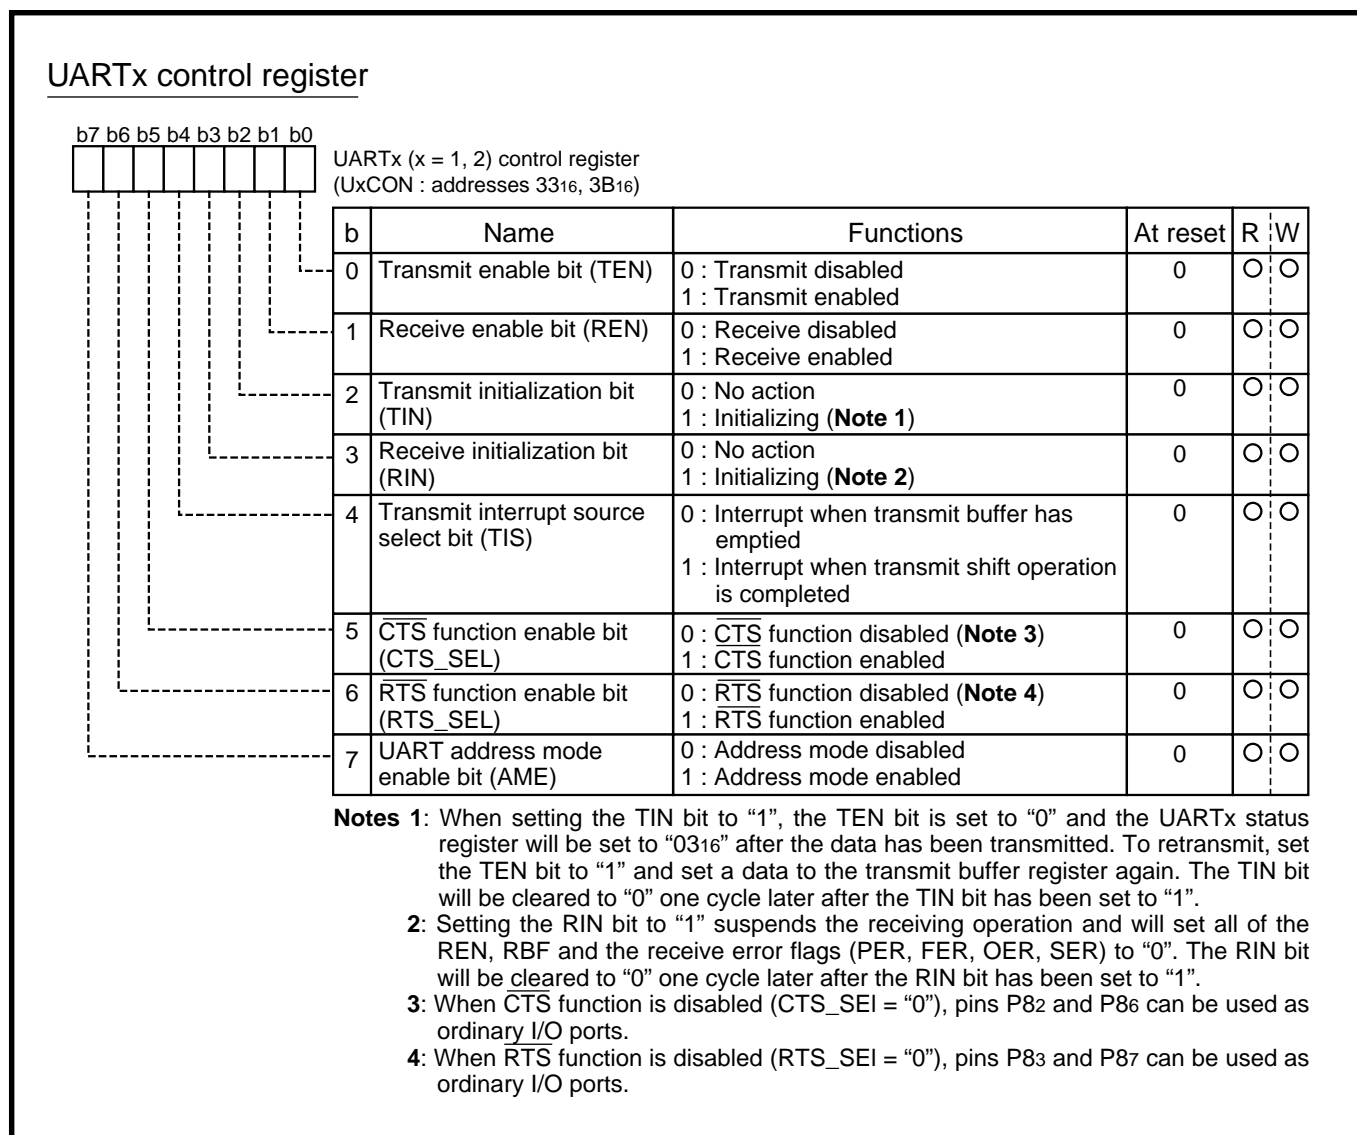 UARTx control register
b7 b6 b5 b4 b3 b2 b1 b0
UARTx (x = 1, 2) control register
(UxCON : addresses 3316, 3B16)
b Name Functions At reset R W
0 Transmit enable bit (TEN) 0 : Transmit disabled 0 O O
1 : Transmit enabled
1 Receive enable bit (REN) 0 : Receive disabled 0 O O
1 : Receive enabled
2 Transmit initialization bit 0 : No action 0 O O
(TIN) 1 : Initializing (Note 1)
3 Receive initialization bit 0 : No action 0 O O
(RIN) 1 : Initializing (Note 2)
4 Transmit interrupt source 0 : Interrupt when transmit buffer has 0 O O
select bit (TIS) emptied
1 : Interrupt when transmit shift operation
is completed
5 C̅T̅S̅ function enable bit 0 : C̅T̅S̅ function disabled (Note 3) 0 O O
(CTS_SEL) 1 : C̅T̅S̅ function enabled
6 R̅T̅S̅ function enable bit 0 : R̅T̅S̅ function disabled (Note 4) 0 O O
(RTS_SEL) 1 : R̅T̅S̅ function enabled
7 UART address mode 0 : Address mode disabled 0 O O
enable bit (AME) 1 : Address mode enabled
Notes 1: When setting the TIN bit to “1”, the TEN bit is set to “0” and the UARTx status
register will be set to “0316” after the data has been transmitted. To retransmit, set
the TEN bit to “1” and set a data to the transmit buffer register again. The TIN bit
will be cleared to “0” one cycle later after the TIN bit has been set to “1”.
2: Setting the RIN bit to “1” suspends the receiving operation and will set all of the
REN, RBF and the receive error flags (PER, FER, OER, SER) to “0”. The RIN bit
will be cleared to “0” one cycle later after the RIN bit has been set to “1”.
3: When C̅T̅S̅ function is disabled (CTS_SEl = “0”), pins P82 and P86 can be used as
ordinary I/O ports.
4: When R̅T̅S̅ function is disabled (RTS_SEl = “0”), pins P83 and P87 can be used as
ordinary I/O ports.